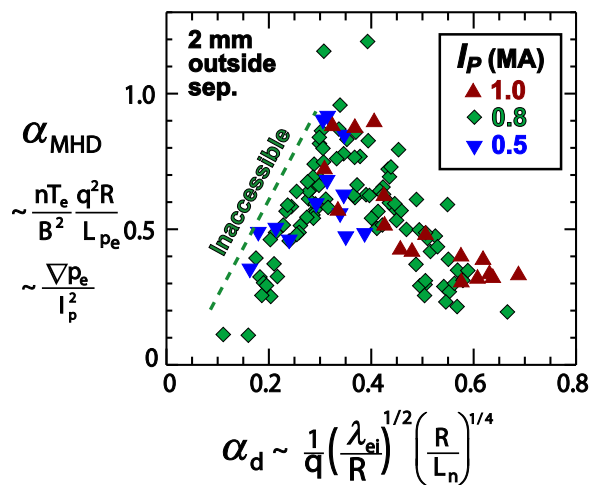 2 mm
outside
sep.
I_P (MA)
1.0
0.8
0.5
Inaccessible
α_MHD
~ nT_e/B² q²R/L_pe
~ ∇p_e/I_p²
1.0
0.5
0
0 0.2 0.4 0.6 0.8
α_d ~ 1/q (λ_ei/R)^1/2 (R/L_n)^1/4